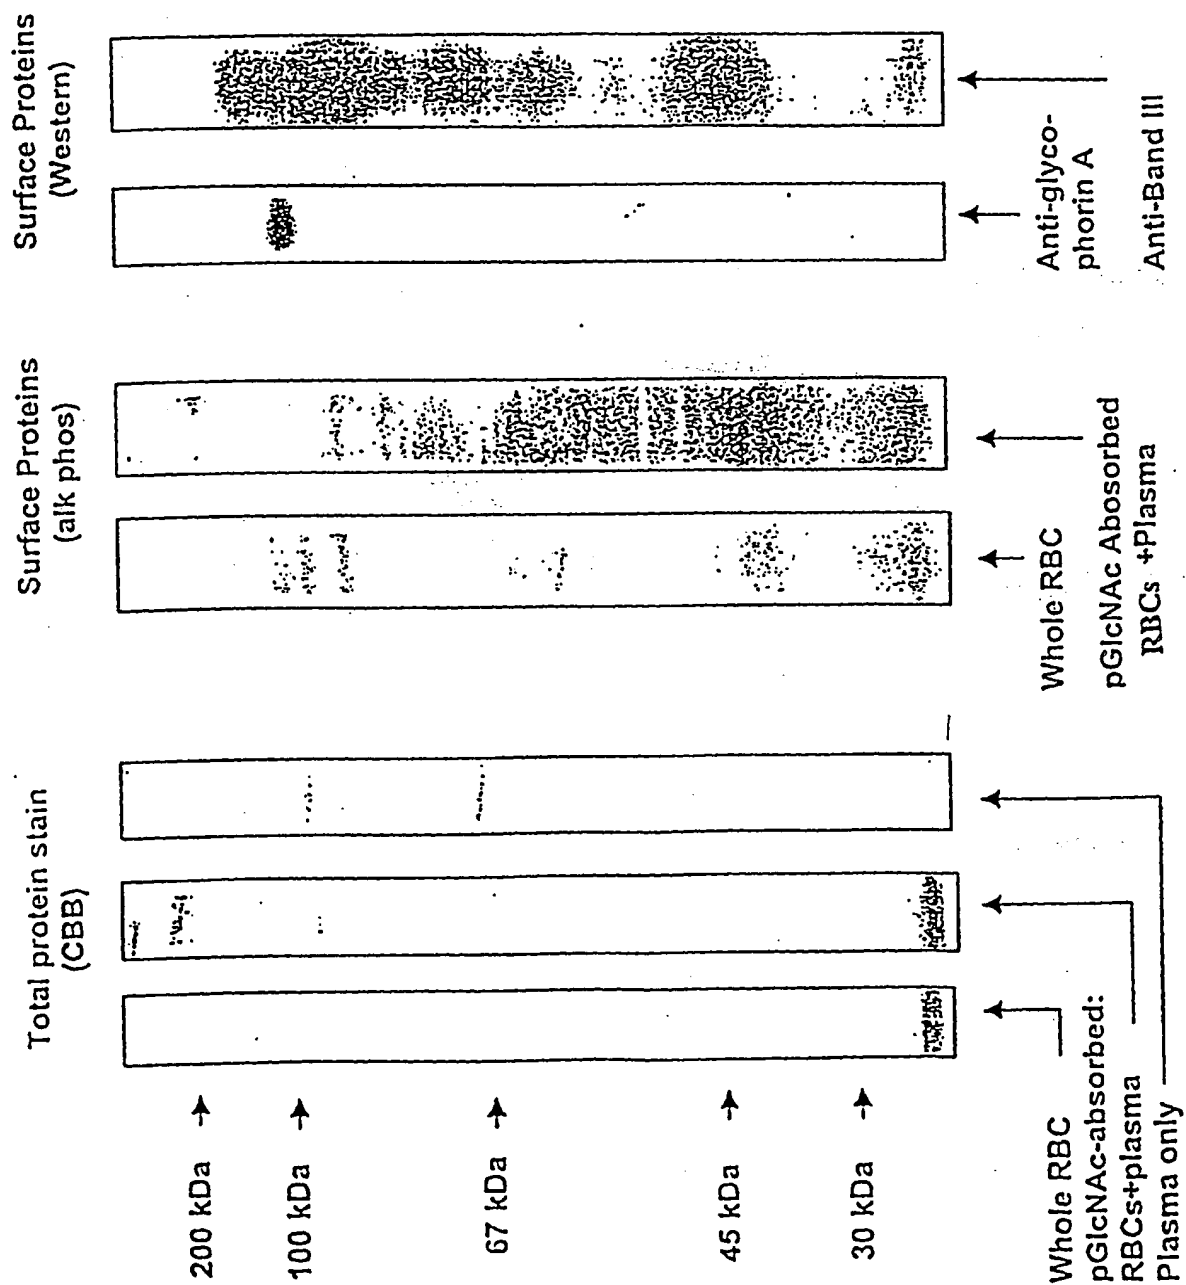 Total protein stain
(CBB)
Surface Proteins
(alk phos)
Surface Proteins
(Western)
200 kDa
100 kDa
67 kDa
45 kDa
30 kDa
Whole RBC
pGlcNAc-absorbed:
RBCs+plasma
Plasma only
Whole RBC
pGlcNAc Abosorbed
RBCs +Plasma
Anti-glyco-
phorin A
Anti-Band III